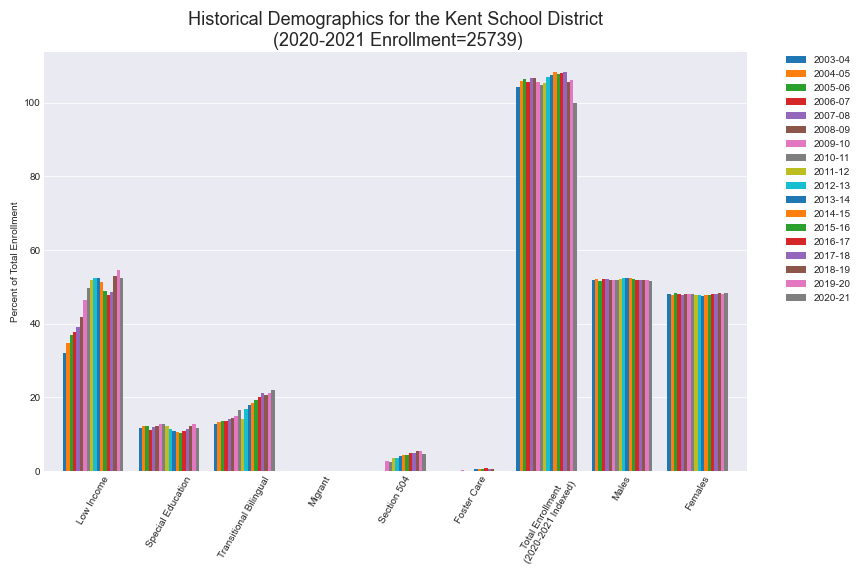 Historical Demographics for the Kent School District
(2020-2021 Enrollment=25739)
Percent of Total Enrollment
100
80
60
40
20
0
Low Income
Special Education
Transitional Bilingual
Migrant
Section 504
Foster Care
Total Enrollment
(2020-2021 Indexed)
Males
Females
2003-04
2004-05
2005-06
2006-07
2007-08
2008-09
2009-10
2010-11
2011-12
2012-13
2013-14
2014-15
2015-16
2016-17
2017-18
2018-19
2019-20
2020-21